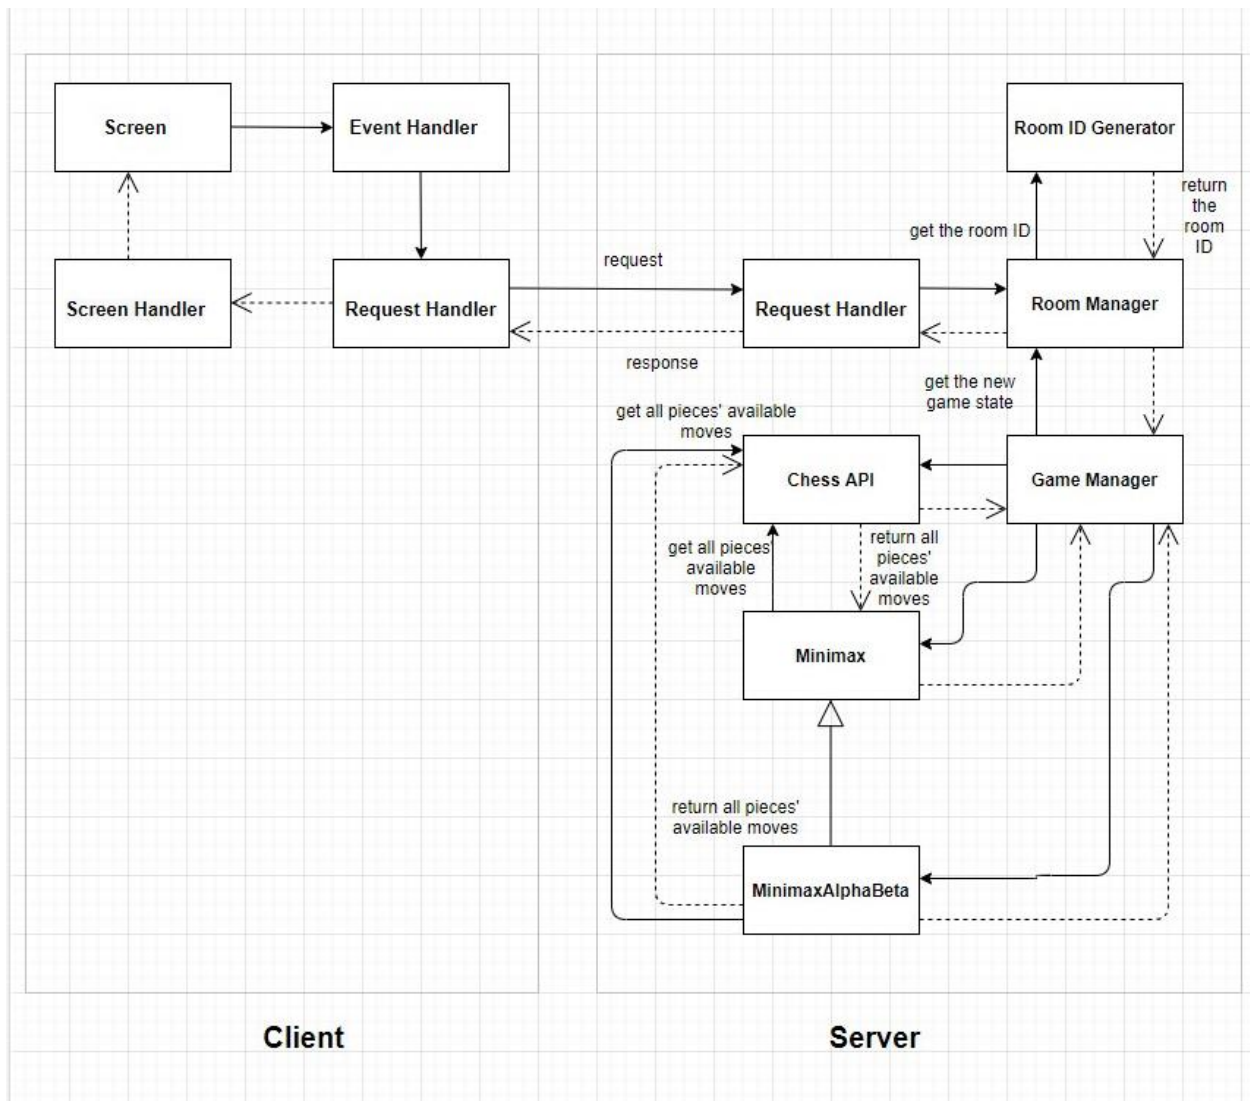 Screen
Event Handler
Room ID Generator
return
the
room
ID
get the room ID
request
Screen Handler
Request Handler
Request Handler
Room Manager
response
get the new
game state
get all pieces' available
moves
Chess API
Game Manager
get all pieces'
available
moves
return all
pieces'
available
moves
Minimax
return all pieces'
available moves
MinimaxAlphaBeta
Client
Server